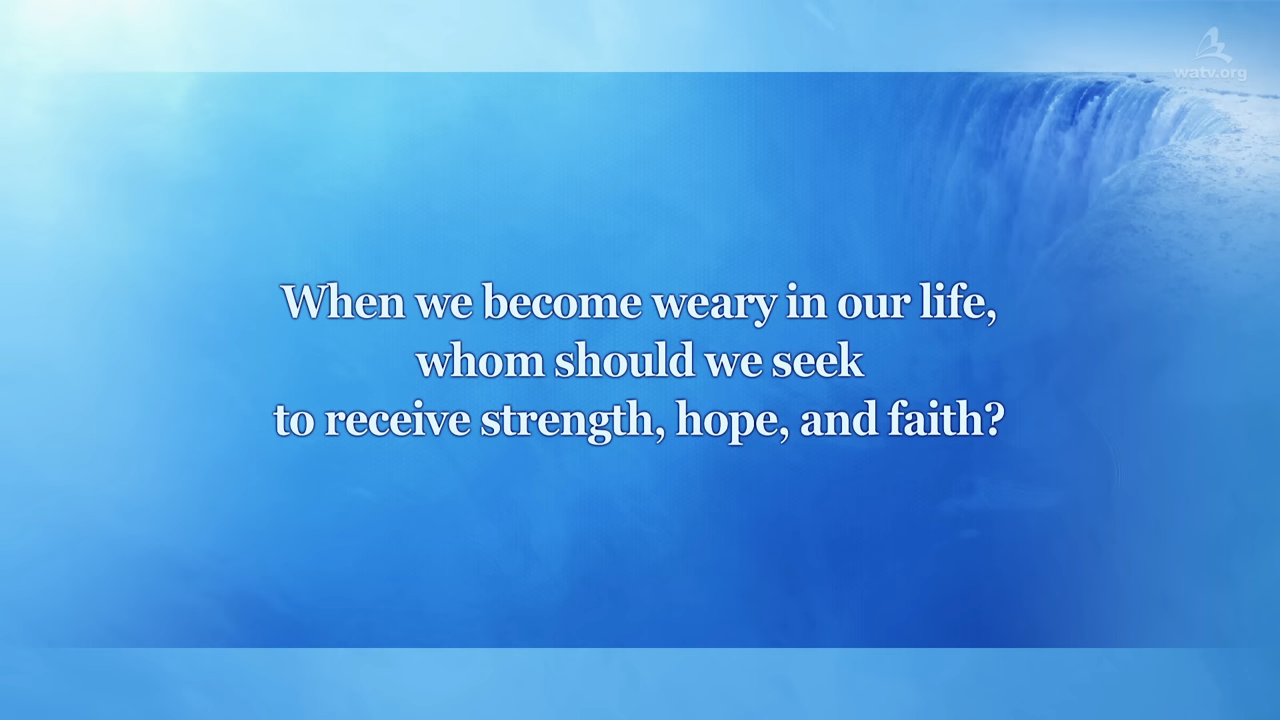 watv.org
When we become weary in our life,
whom should we seek
to receive strength, hope, and faith?